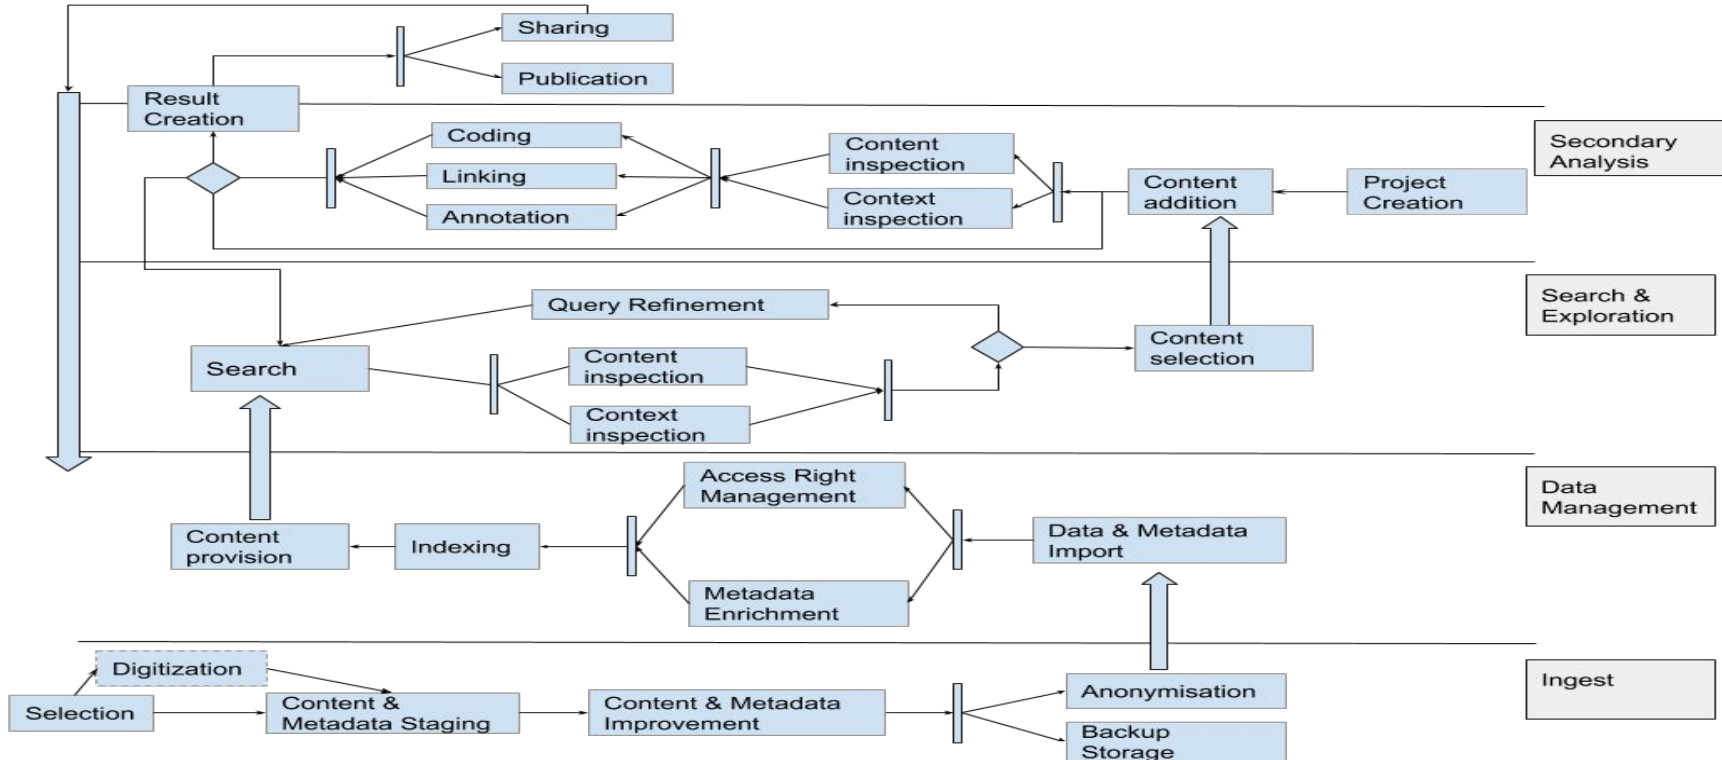 Sharing
Publication
Result
Creation
Coding
Linking
Annotation
Content
inspection
Context
inspection
Content
addition
Project
Creation
Secondary
Analysis
Query Refinement
Search
Content
inspection
Context
inspection
Content
selection
Search &
Exploration
Access Right
Management
Content
provision
Indexing
Data & Metadata
Import
Metadata
Enrichment
Data
Management
Digitization
Selection
Content &
Metadata Staging
Content & Metadata
Improvement
Anonymisation
Backup
Storage
Ingest